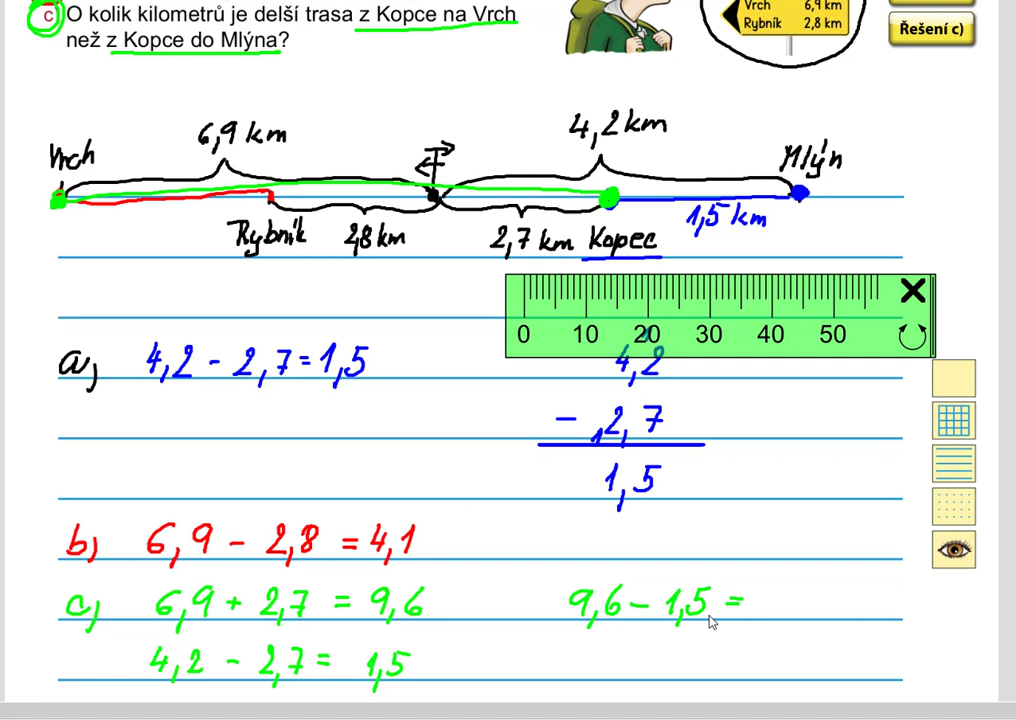 c) O kolik kilometrů je delší trasa z Kopce na Vrch
než z Kopce do Mlýna?
Vrch 6,9 km
Rybník 2,8 km
Řešení c)
Vrch
6,9 km
4,2 km
Mlýn
Rybník
2,8 km
2,7 km
Kopec
1,5 km
0 10 20 30 40 50
a) 4,2 - 2,7 = 1,5
4,2
- 2,7
1,5
b) 6,9 - 2,8 = 4,1
c) 6,9 + 2,7 = 9,6
9,6 - 1,5 =
4,2 - 2,7 = 1,5